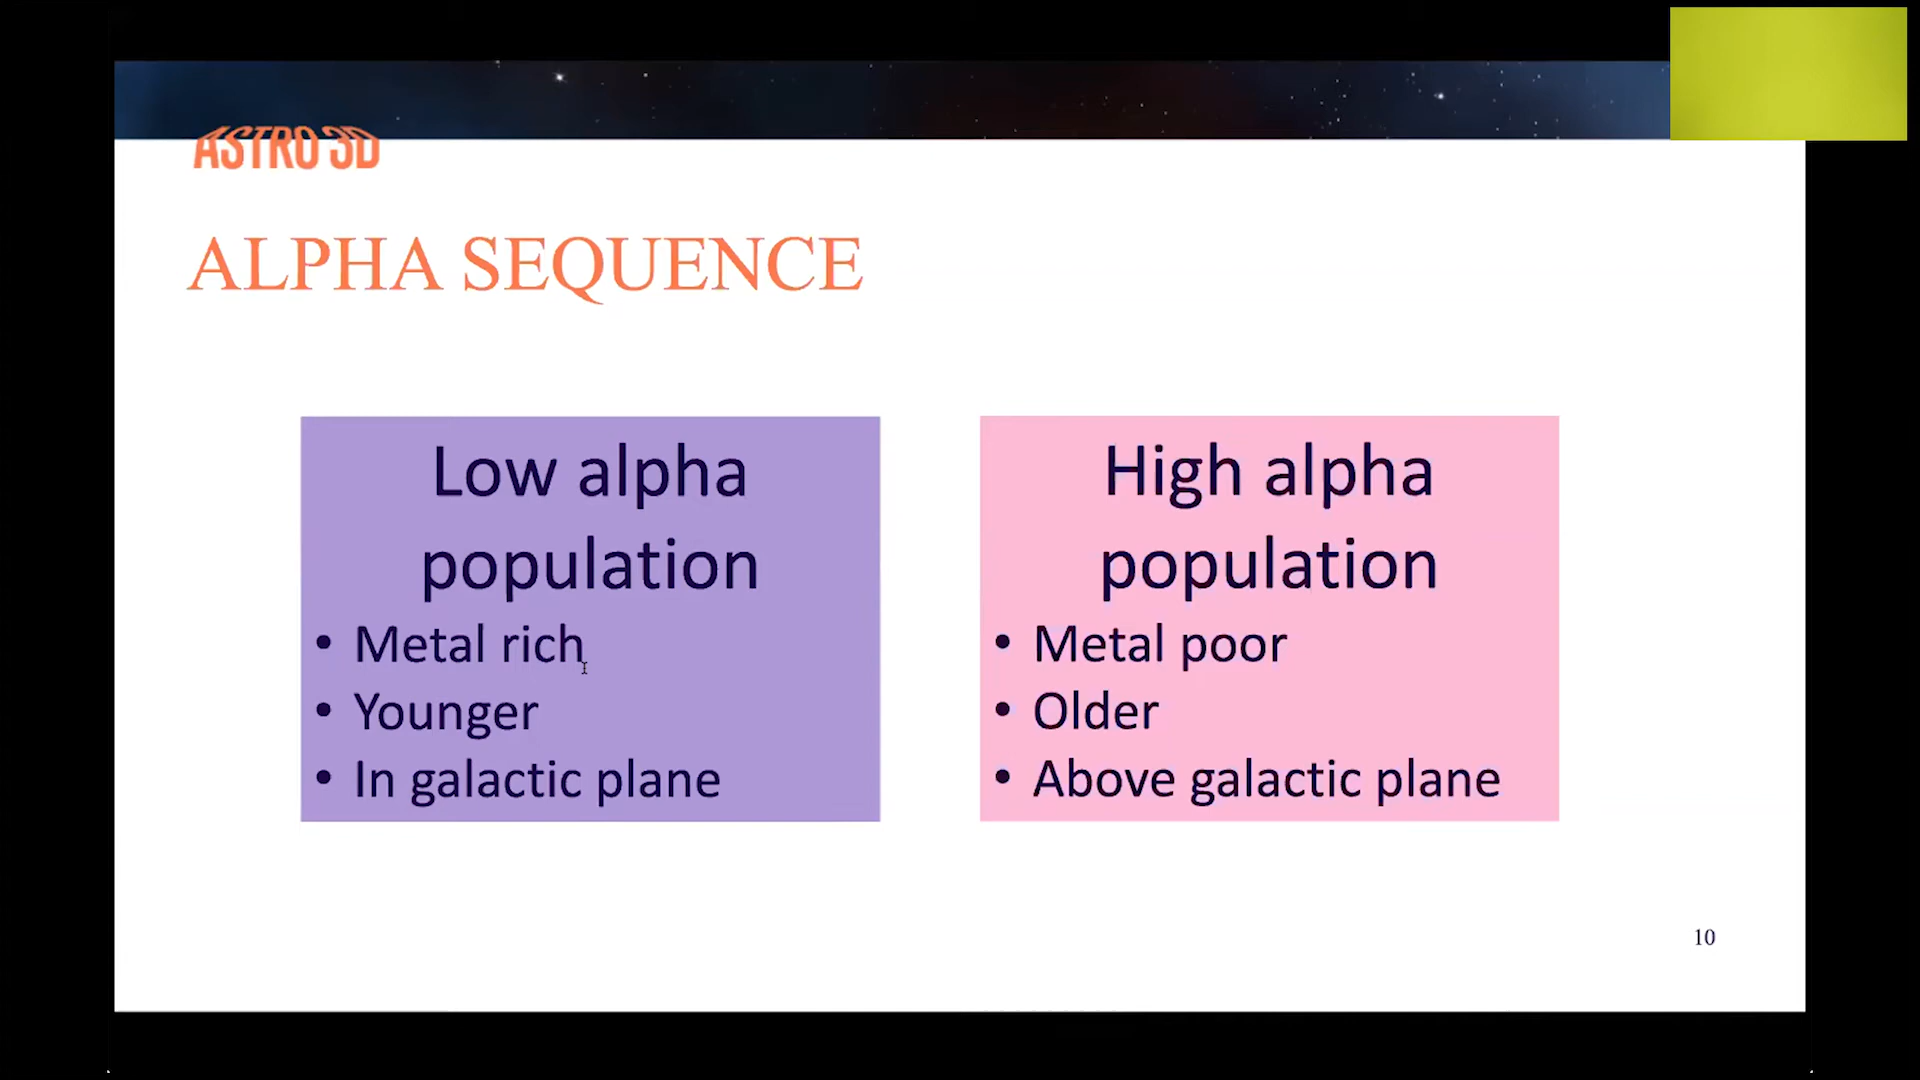 ASTRO 3D
ALPHA SEQUENCE
Low alpha
population
• Metal rich
• Younger
• In galactic plane
High alpha
population
• Metal poor
• Older
• Above galactic plane
10